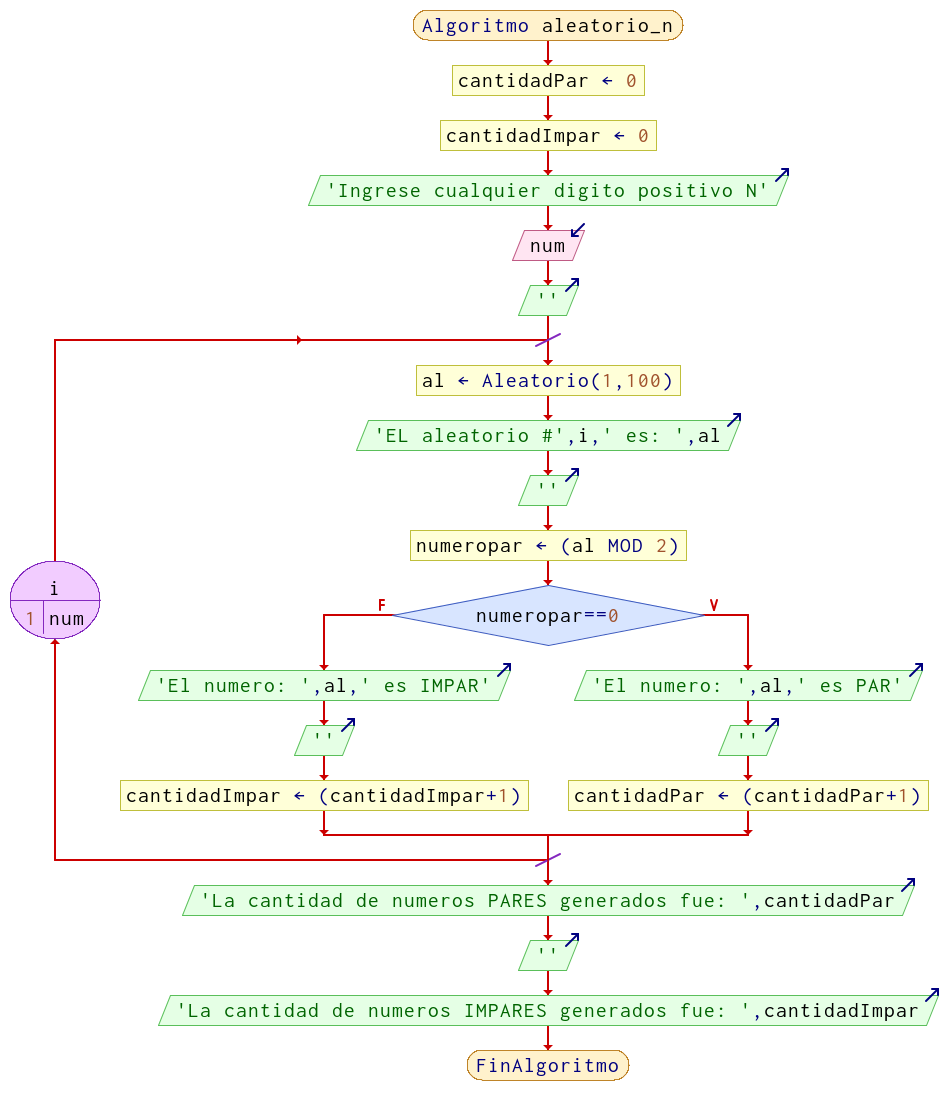 Algoritmo aleatorio_n
cantidadPar ← 0
cantidadImpar ← 0
'Ingrese cualquier digito positivo N'
num
''
al ← Aleatorio(1,100)
'EL aleatorio #',i,' es: ',al
''
numeropar ← (al MOD 2)
i
1 num
F
numeropar==0
V
'El numero: ',al,' es IMPAR'
'El numero: ',al,' es PAR'
''
''
cantidadImpar ← (cantidadImpar+1)
cantidadPar ← (cantidadPar+1)
'La cantidad de numeros PARES generados fue: ',cantidadPar
''
'La cantidad de numeros IMPARES generados fue: ',cantidadImpar
FinAlgoritmo